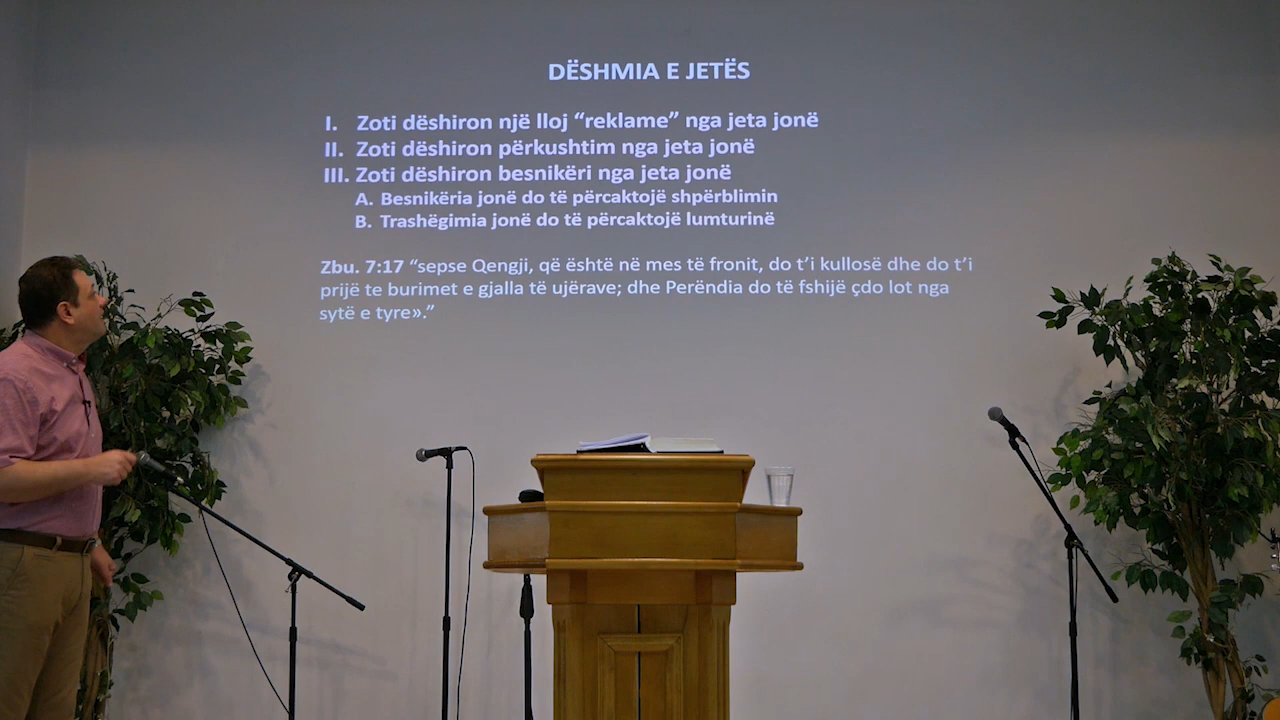 DËSHMIA E JETËS
I. Zoti dëshiron një lloj “reklame” nga jeta jonë
II. Zoti dëshiron përkushtim nga jeta jonë
III. Zoti dëshiron besnikëri nga jeta jonë
A. Besnikëria jonë do të përcaktojë shpërblimin
B. Trashëgimia jonë do të përcaktojë lumturinë
Zbu. 7:17 “sepse Qengji, që është në mes të fronit, do t’i kullosë dhe do t’i
prijë te burimet e gjalla të ujërave; dhe Perëndia do të fshijë çdo lot nga
sytë e tyre».”